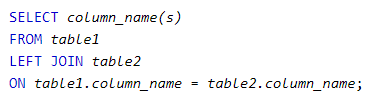 SELECT column_name(s)
FROM table1
LEFT JOIN table2
ON table1.column_name = table2.column_name;